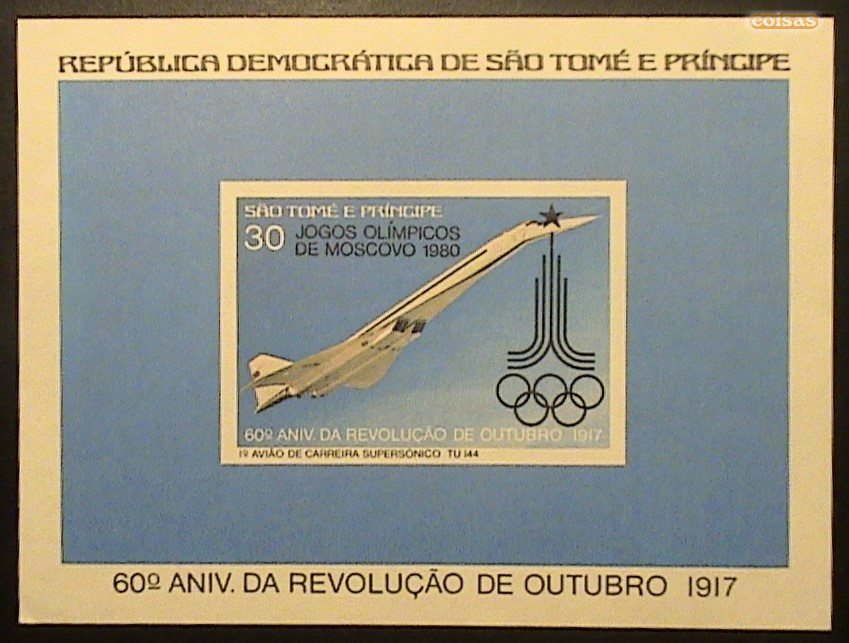 coisas
REPÚBLICA DEMOCRÁTICA DE SÃO TOMÉ E PRÍNCIPE
SÃO TOMÉ E PRÍNCIPE
30 JOGOS OLÍMPICOS
DE MOSCOVO 1980
60º ANIV. DA REVOLUÇÃO DE OUTUBRO 1917
1º AVIÃO DE CARREIRA SUPERSÓNICO TU 144
60º ANIV. DA REVOLUÇÃO DE OUTUBRO 1917